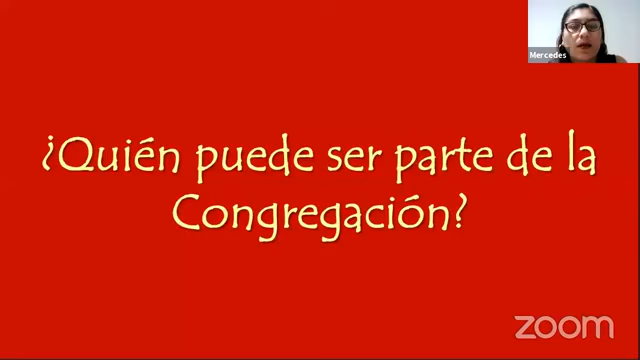 Mercedes
¿Quién puede ser parte de la
Congregación?
zoom